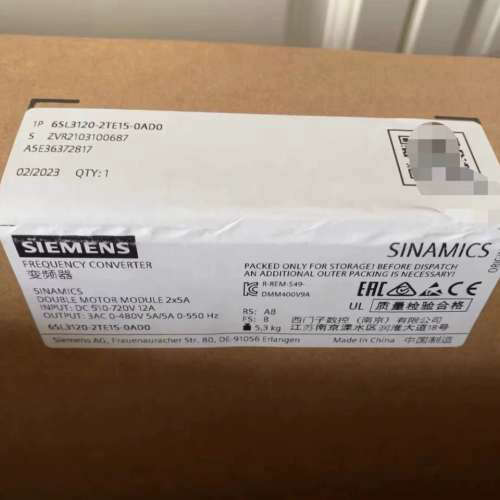 1P 6SL3120-2TE15-0AD0
S ZVR2103100687
A5E36372817
02/2023 QTY:1
SIEMENS
SINAMICS
FREQUENCY CONVERTER
变频器
PACKED ONLY FOR STORAGE! BEFORE DISPATCH
AN ADDITIONAL OUTER PACKING IS NECESSARY!
SINAMICS
DOUBLE MOTOR MODULE 2x5A
INPUT: DC 510-720V 12A
OUTPUT: 3AC 0-480V 5A/5A 0-550 Hz
6SL3120-2TE15-0AD0
R-REM-S49-
DMM400V9A
EAC CE
RS: AB
FS: B
UL 质量检验合格
5,3 kg
西门子数控（南京）有限公司
江苏南京溧水区润淮大道18号
Siemens AG, Frauenauracher Str. 80, DE-91056 Erlangen
Made in China 中国制造